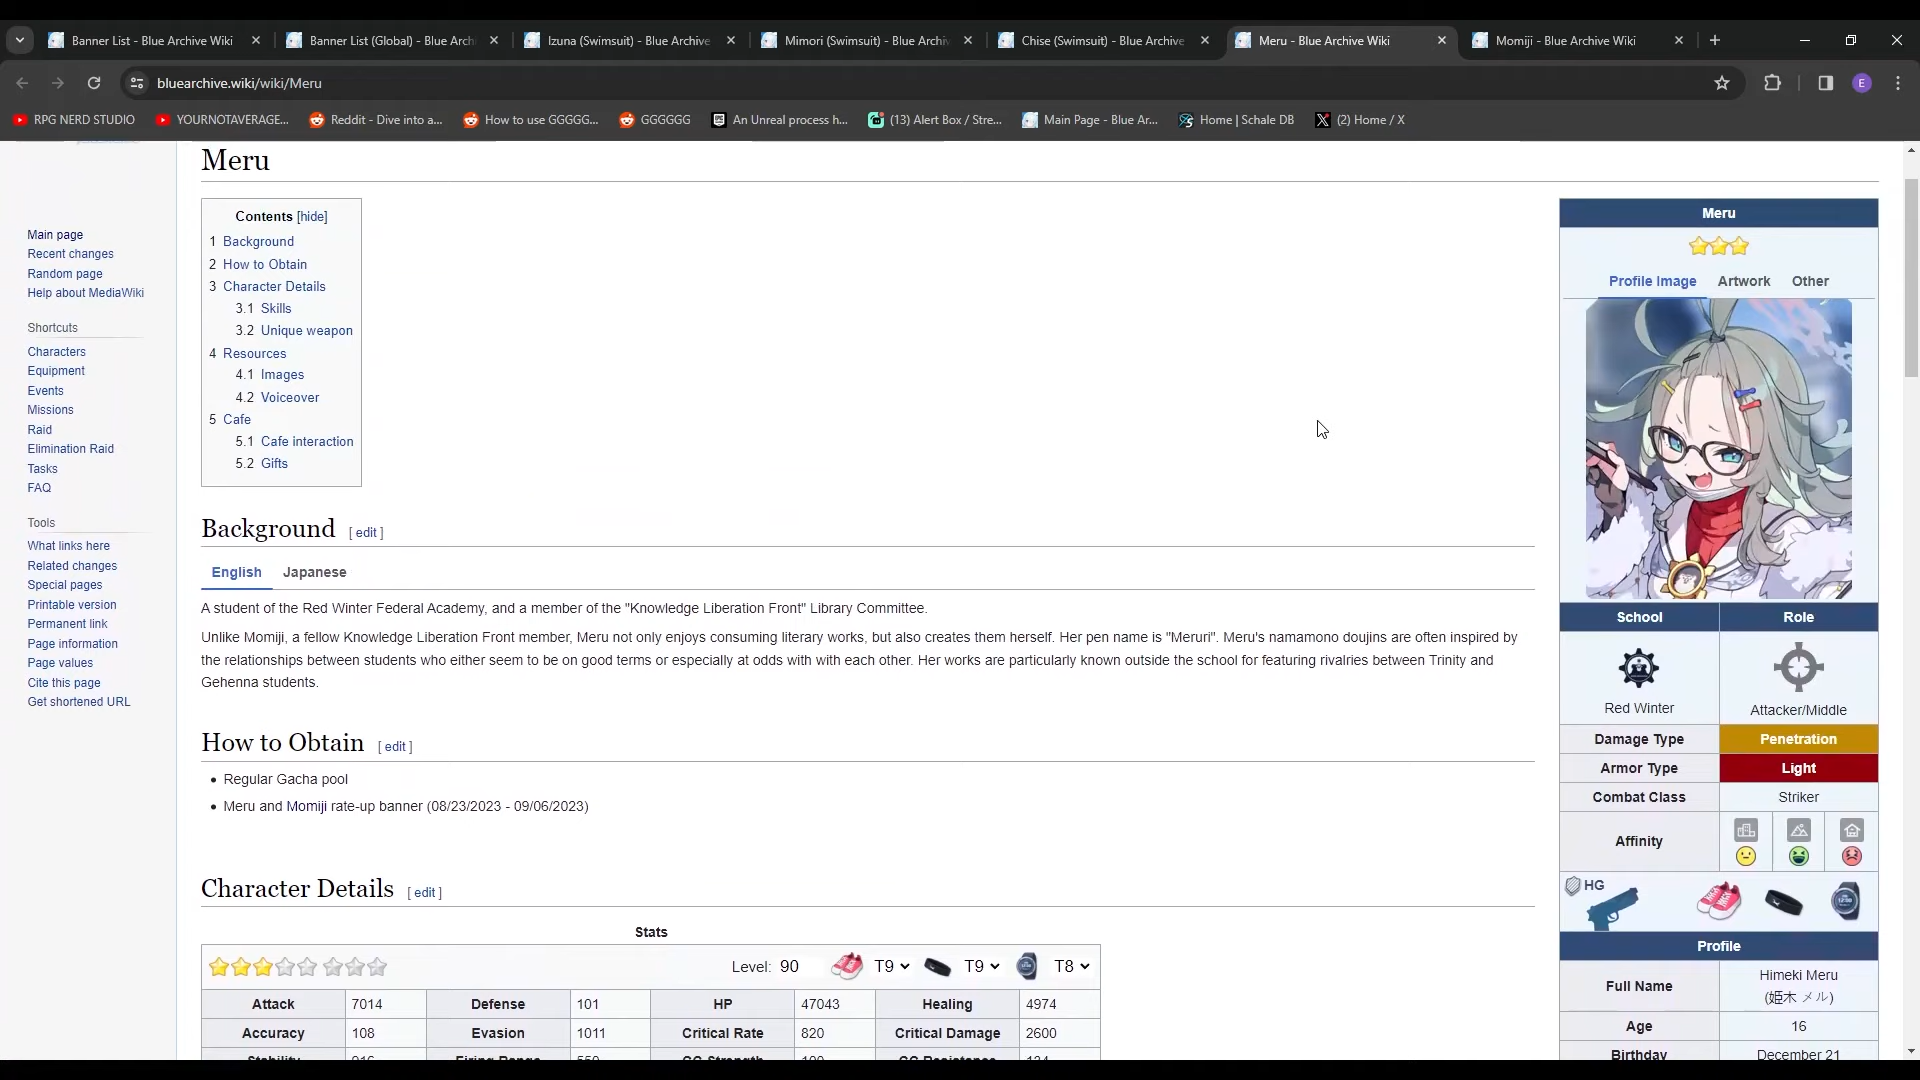 Banner List - Blue Archive Wiki
Banner List (Global) - Blue Arch
Izuna (Swimsuit) - Blue Archive
Mimori (Swimsuit) - Blue Archiv
Chise (Swimsuit) - Blue Archive
Meru - Blue Archive Wiki
Momiji - Blue Archive Wiki
bluearchive.wiki/wiki/Meru
E
RPG NERD STUDIO
YOURNOTAVERAGE...
Reddit - Dive into a...
How to use GGGGG...
GGGGGG
An Unreal process h...
(13) Alert Box / Stre...
Main Page - Blue Ar...
Home | Schale DB
(2) Home / X
Main page
Recent changes
Random page
Help about MediaWiki
Shortcuts
Characters
Equipment
Events
Missions
Raid
Elimination Raid
Tasks
FAQ
Tools
What links here
Related changes
Special pages
Printable version
Permanent link
Page information
Page values
Cite this page
Get shortened URL
Meru
Contents [hide]
1 Background
2 How to Obtain
3 Character Details
3.1 Skills
3.2 Unique weapon
4 Resources
4.1 Images
4.2 Voiceover
5 Cafe
5.1 Cafe interaction
5.2 Gifts
Background [ edit ]
English Japanese
A student of the Red Winter Federal Academy, and a member of the "Knowledge Liberation Front" Library Committee.
Unlike Momiji, a fellow Knowledge Liberation Front member, Meru not only enjoys consuming literary works, but also creates them herself. Her pen name is "Meruri". Meru's namamono doujins are often inspired by
the relationships between students who either seem to be on good terms or especially at odds with with each other. Her works are particularly known outside the school for featuring rivalries between Trinity and
Gehenna students.
How to Obtain [ edit ]
Regular Gacha pool
Meru and Momiji rate-up banner (08/23/2023 - 09/06/2023)
Character Details [ edit ]
Stats
Level: 90 T9 T9 T8
Attack 7014 Defense 101 HP 47043 Healing 4974
Accuracy 108 Evasion 1011 Critical Rate 820 Critical Damage 2600
Meru
Profile Image Artwork Other
School Role
Red Winter Attacker/Middle
Damage Type Penetration
Armor Type Light
Combat Class Striker
Affinity
HG
Profile
Full Name Himeki Meru
(姫木 メル)
Age 16
Birthday December 21